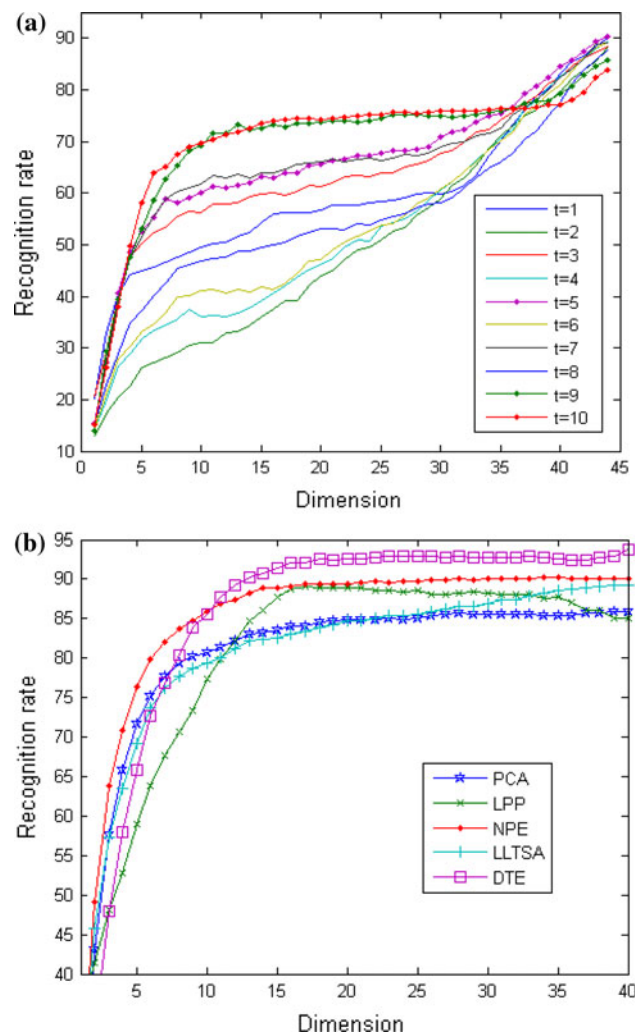 (a)
90
80
70
60
50
40
30
20
10
0
5
10
15
20
25
30
35
40
45
Recognition rate
Dimension
t=1
t=2
t=3
t=4
t=5
t=6
t=7
t=8
t=9
t=10
(b)
95
90
85
80
75
70
65
60
55
50
45
40
5
10
15
20
25
30
35
40
Recognition rate
Dimension
PCA
LPP
NPE
LLTSA
DTE